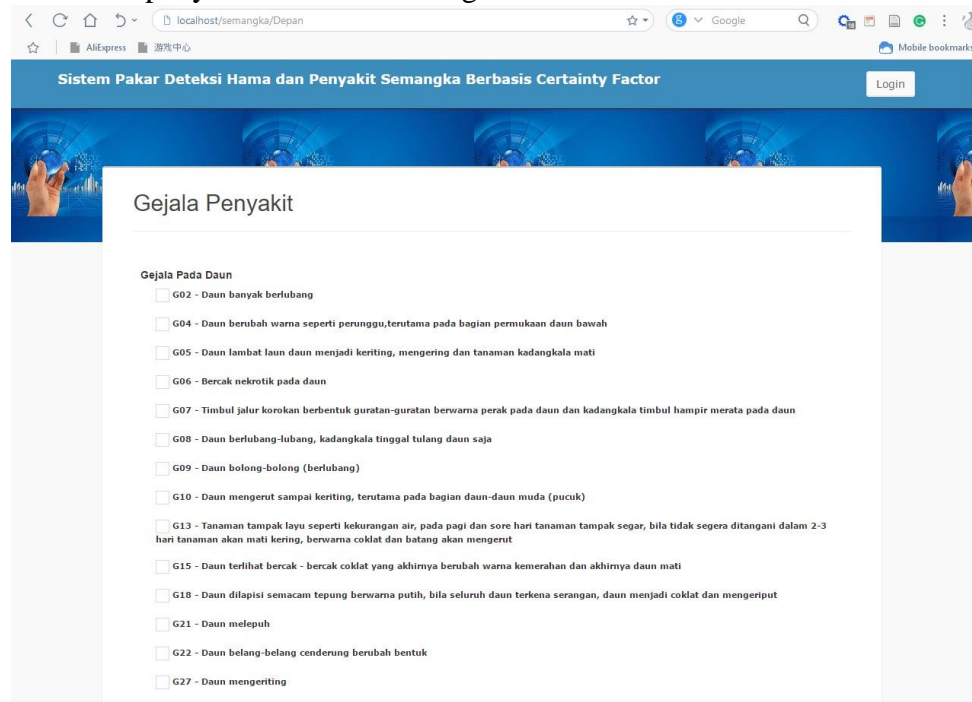 localhost/semangka/Depan
Google
AliExpress
游戏中心
Mobile bookmarks
Sistem Pakar Deteksi Hama dan Penyakit Semangka Berbasis Certainty Factor
Login
Gejala Penyakit
Gejala Pada Daun
G02 - Daun banyak berlubang
G04 - Daun berubah warna seperti perunggu,terutama pada bagian permukaan daun bawah
G05 - Daun lambat laun daun menjadi keriting, mengering dan tanaman kadangkala mati
G06 - Bercak nekrotik pada daun
G07 - Timbul jalur korokan berbentuk guratan-guratan berwarna perak pada daun dan kadangkala timbul hampir merata pada daun
G08 - Daun berlubang-lubang, kadangkala tinggal tulang daun saja
G09 - Daun bolong-bolong (berlubang)
G10 - Daun mengerut sampai keriting, terutama pada bagian daun-daun muda (pucuk)
G13 - Tanaman tampak layu seperti kekurangan air, pada pagi dan sore hari tanaman tampak segar, bila tidak segera ditangani dalam 2-3
hari tanaman akan mati kering, berwarna coklat dan batang akan mengerut
G15 - Daun terlihat bercak - bercak coklat yang akhirnya berubah warna kemerahan dan akhirnya daun mati
G18 - Daun dilapisi semacam tepung berwarna putih, bila seluruh daun terkena serangan, daun menjadi coklat dan mengeriput
G21 - Daun melepuh
G22 - Daun belang-belang cenderung berubah bentuk
G27 - Daun mengeriting